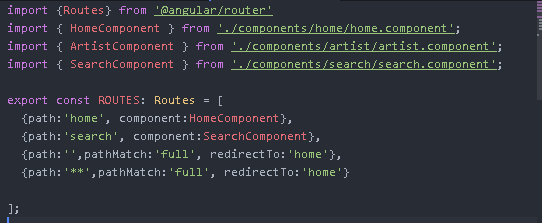 import {Routes} from '@angular/router'
import { HomeComponent } from './components/home/home.component';
import { ArtistComponent } from './components/artist/artist.component';
import { SearchComponent } from './components/search/search.component';
export const ROUTES: Routes = [
{path:'home', component:HomeComponent},
{path:'search', component:SearchComponent},
{path:'',pathMatch:'full', redirectTo:'home'},
{path:'**',pathMatch:'full', redirectTo:'home'}
];